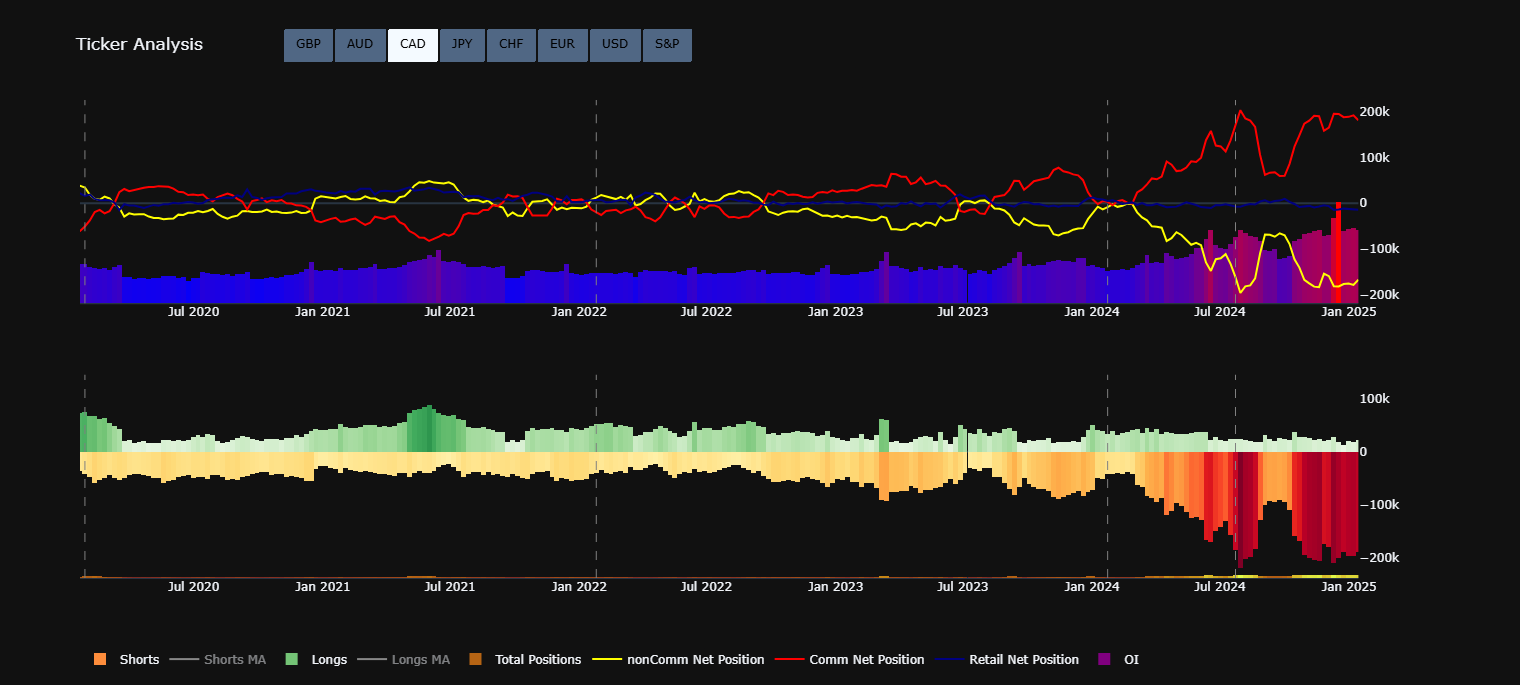 Ticker Analysis GBP AUD CAD JPY CHF EUR USD S&P
200k
100k
0
−100k
−200k
Jul 2020 Jan 2021 Jul 2021 Jan 2022 Jul 2022 Jan 2023 Jul 2023 Jan 2024 Jul 2024 Jan 2025
100k
0
−100k
−200k
Jul 2020 Jan 2021 Jul 2021 Jan 2022 Jul 2022 Jan 2023 Jul 2023 Jan 2024 Jul 2024 Jan 2025
Shorts Shorts MA Longs Longs MA Total Positions nonComm Net Position Comm Net Position Retail Net Position OI